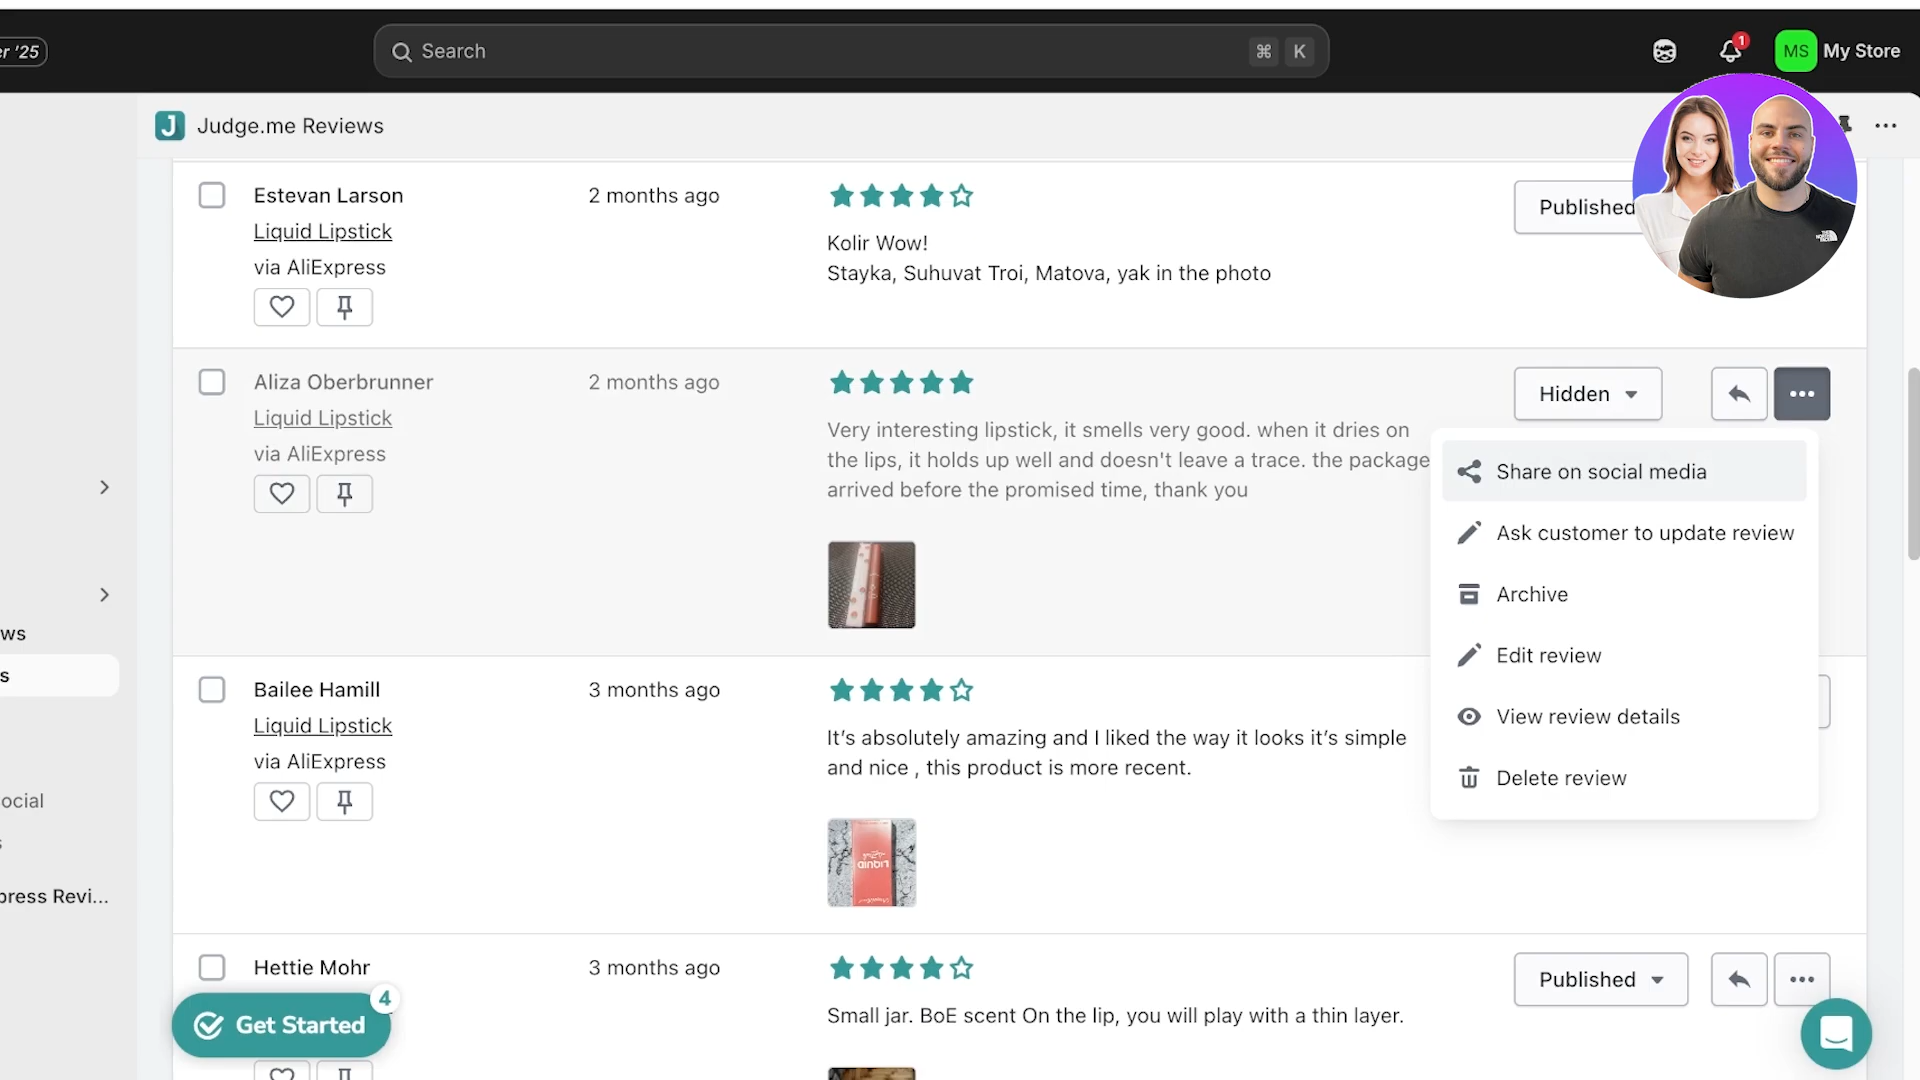 er '25
Search
⌘ K
1
MS My Store
J Judge.me Reviews
Estevan Larson
2 months ago
Published
Liquid Lipstick
Kolir Wow!
via AliExpress
Stayka, Suhuvat Troi, Matova, yak in the photo
Aliza Oberbrunner
2 months ago
Hidden
Liquid Lipstick
via AliExpress
Very interesting lipstick, it smells very good. when it dries on
the lips, it holds up well and doesn't leave a trace. the package
arrived before the promised time, thank you
Share on social media
Ask customer to update review
Archive
Edit review
View review details
Delete review
ws
s
ocial
s
press Revi...
Bailee Hamill
3 months ago
Liquid Lipstick
via AliExpress
It's absolutely amazing and I liked the way it looks it's simple
and nice , this product is more recent.
Hettie Mohr
3 months ago
Published
Small jar. BoE scent On the lip, you will play with a thin layer.
Get Started
4